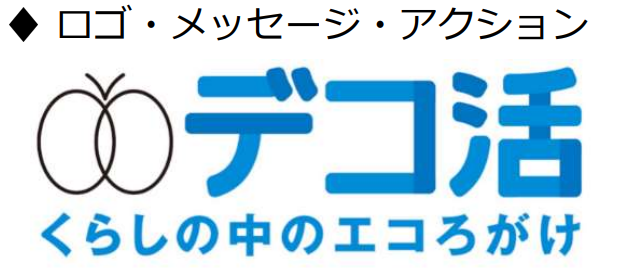 ◆ ロゴ・メッセージ・アクション
デコ活
くらしの中のエコろがけ